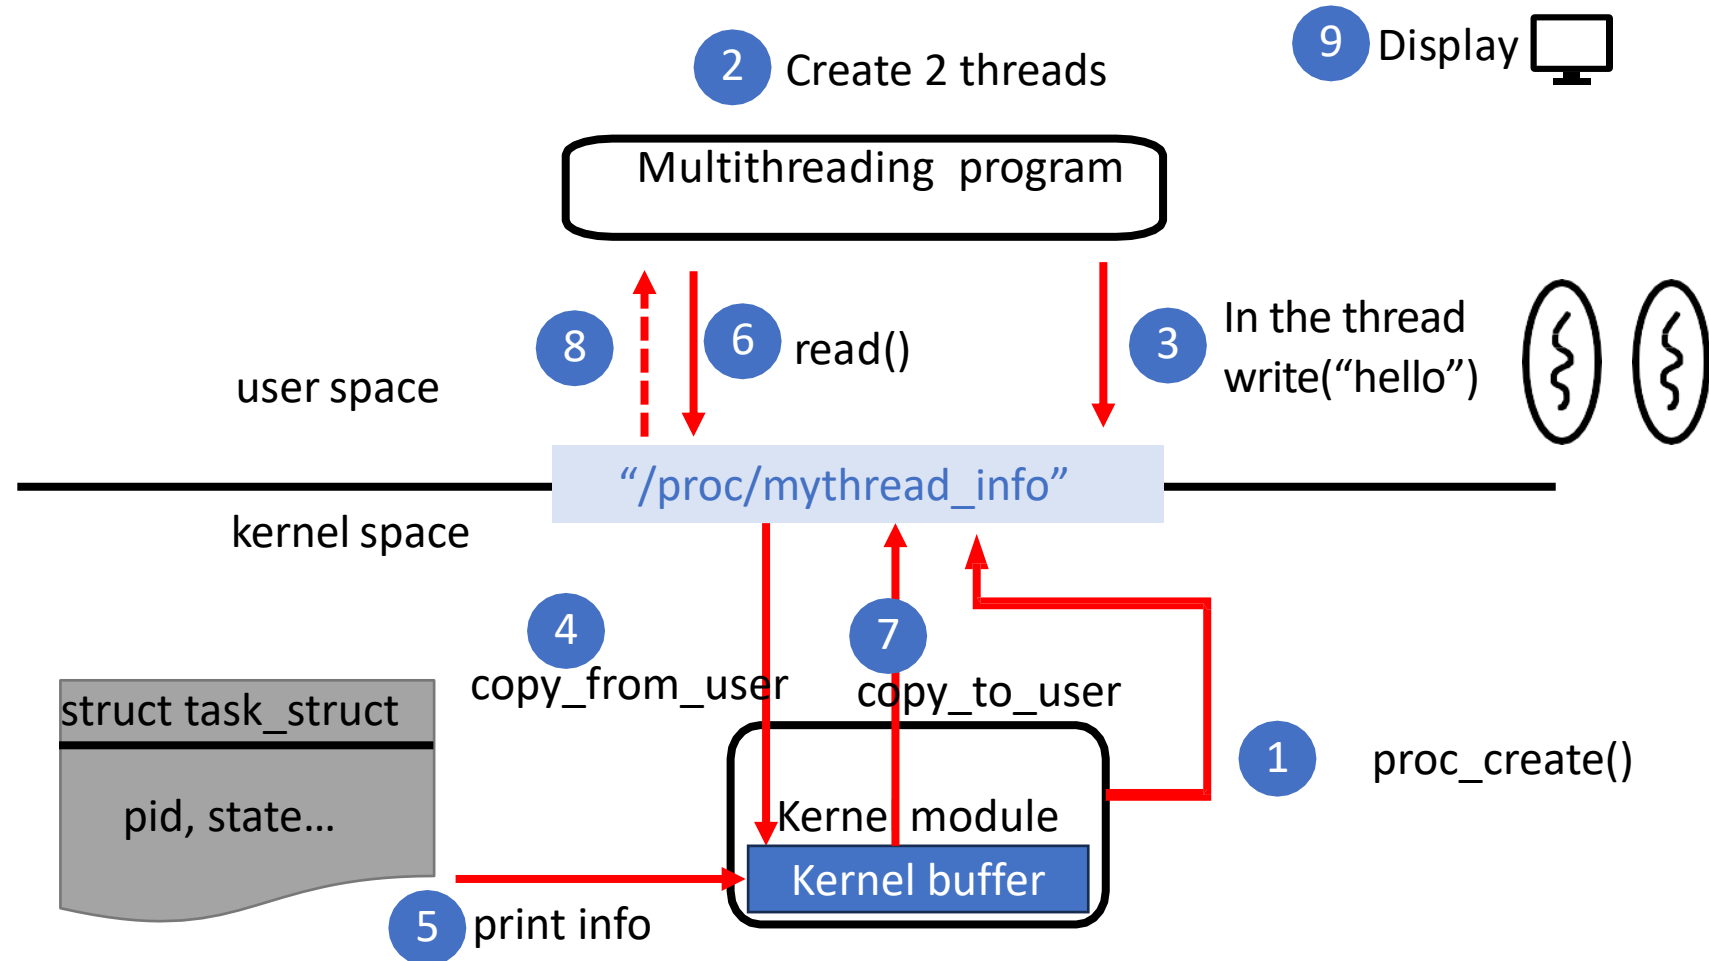 2 Create 2 threads
9 Display
Multithreading program
8
6 read()
3 In the thread
write(“hello”)
user space
“/proc/mythread_info”
kernel space
4
copy_from_user
7
copy_to_user
struct task_struct
pid, state...
1 proc_create()
Kernel module
Kernel buffer
5 print info